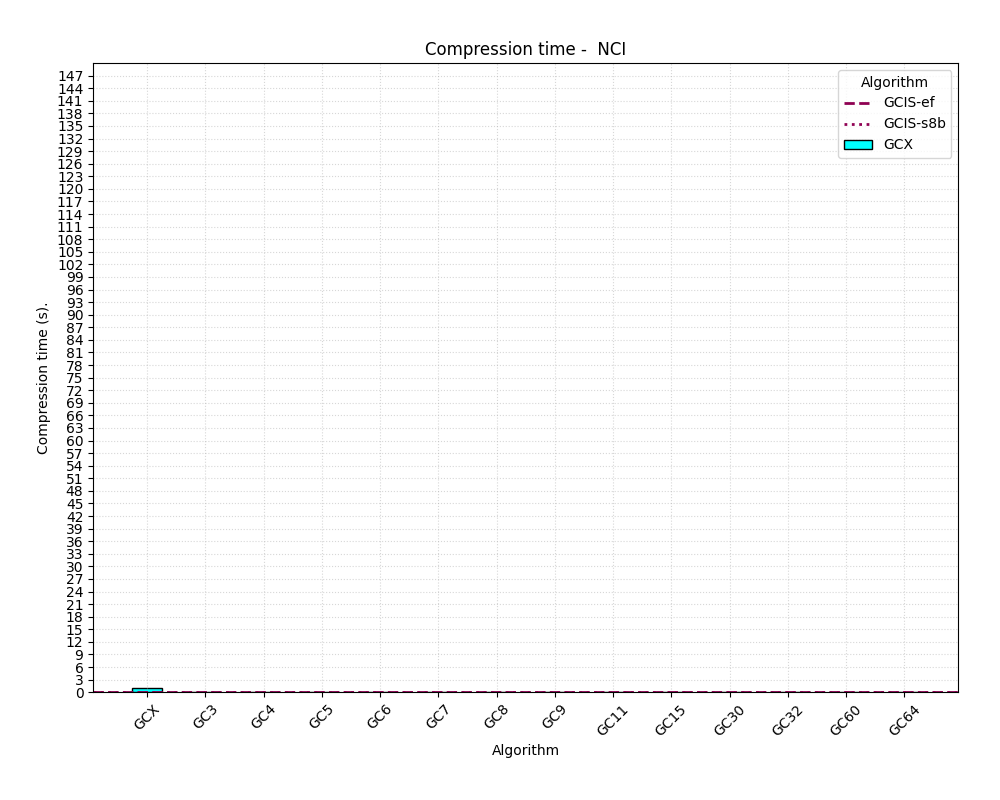 Compression time -  NCI
Algorithm
GCIS-ef
GCIS-s8b
GCX
Compression time (s).
147
144
141
138
135
132
129
126
123
120
117
114
111
108
105
102
99
96
93
90
87
84
81
78
75
72
69
66
63
60
57
54
51
48
45
42
39
36
33
30
27
24
21
18
15
12
9
6
3
0
GCX
GC3
GC4
GC5
GC6
GC7
GC8
GC9
GC11
GC15
GC30
GC32
GC60
GC64
Algorithm